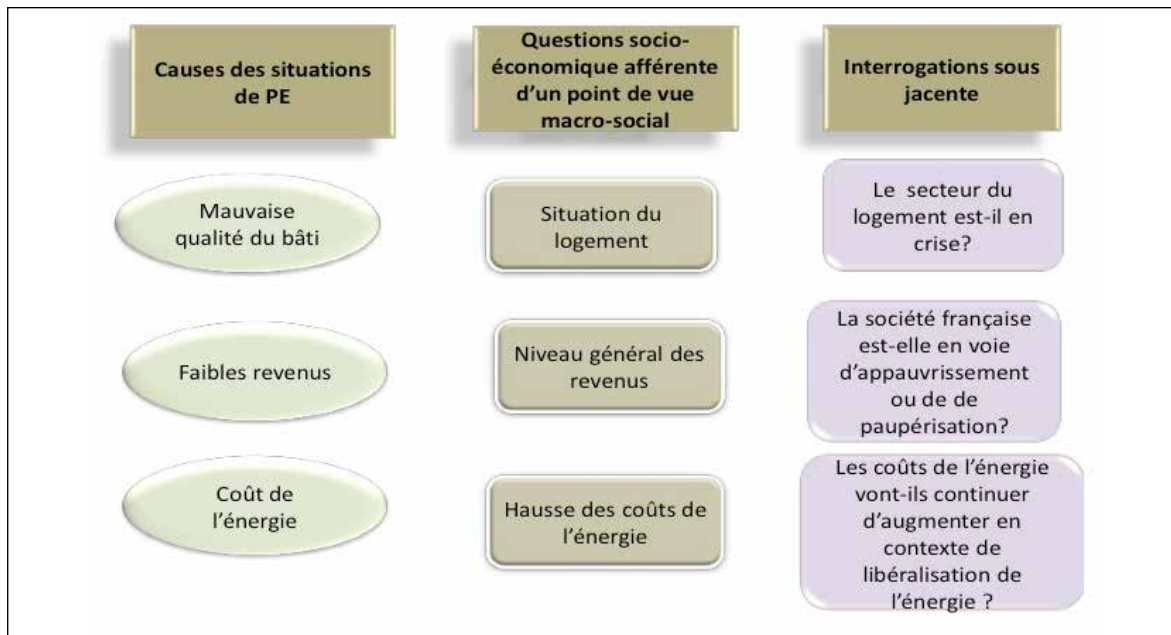 Causes des situations
de PE
Questions socio-
économique afférente
d'un point de vue
macro-social
Interrogations sous
jacente
Mauvaise
qualité du bâti
Situation du
logement
Le secteur du
logement est-il en
crise?
Faibles revenus
Niveau général des
revenus
La société française
est-elle en voie
d'appauvrissement
ou de de
paupérisation?
Coût de
l'énergie
Hausse des coûts de
l'énergie
Les coûts de l'énergie
vont-ils continuer
d'augmenter en
contexte de
libéralisation de
l'énergie ?